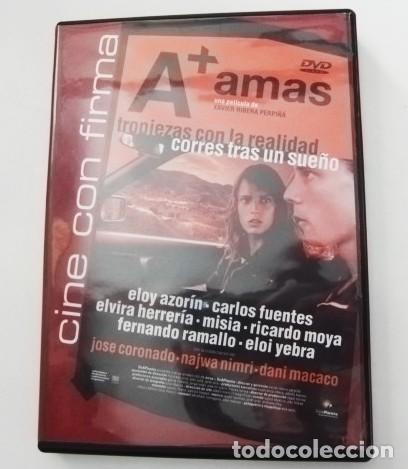 cine con firma
DVD
A+ amas
una película de
XAVIER RIBERA PERPIÑÁ
tropiezas con la realidad
corres tras un sueño
eloy azorín · carlos fuentes
elvira herrería · misia · ricardo moya
fernando ramallo · eloi yebra
jose coronado · najwa nimri · dani macaco
todocoleccion.net